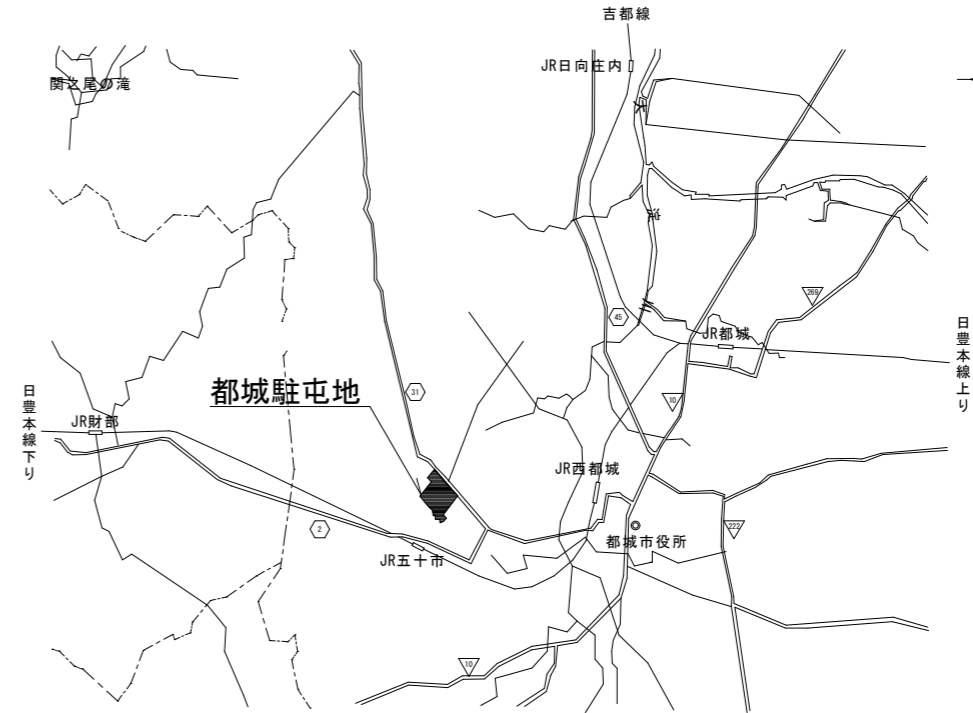 吉都線
JR日向庄内
関之尾の滝
大
淀
川
269
45
JR都城
日豊本線上り
31
10
都城駐屯地
日豊本線下り
JR財部
JR西都城
2
都城市役所
222
JR五十市
10